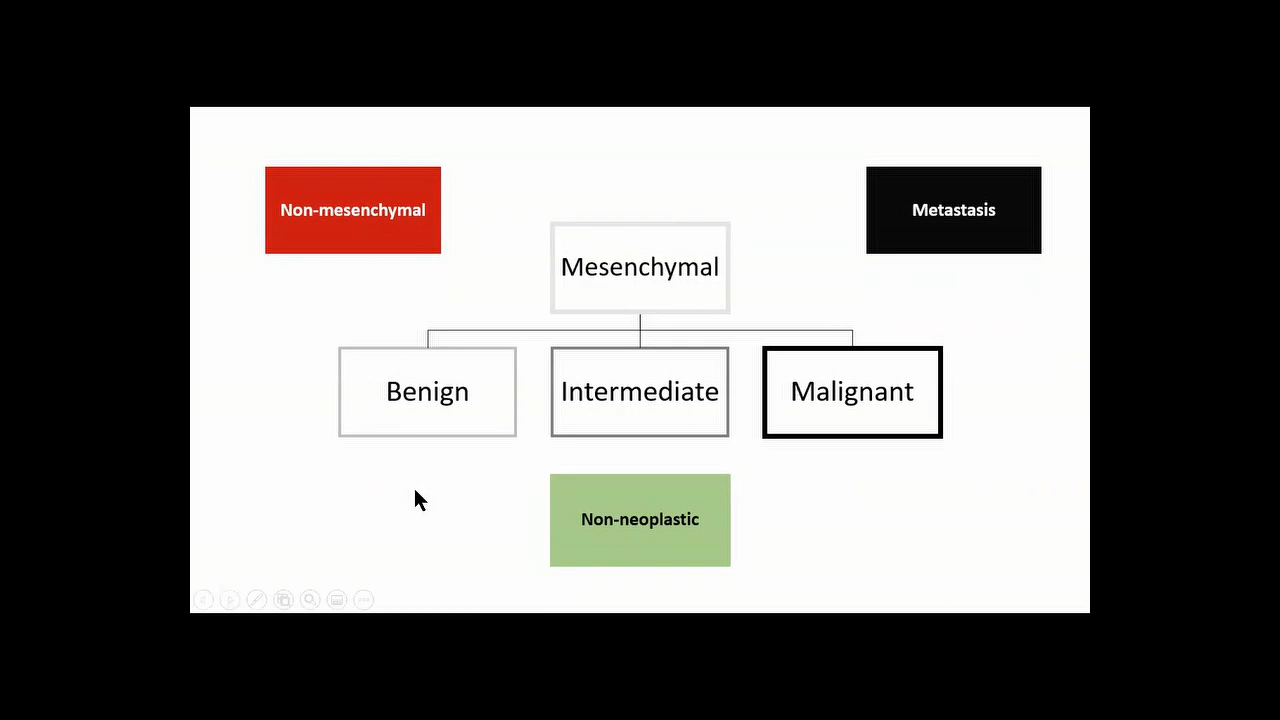 Non-mesenchymal
Metastasis
Mesenchymal
Benign
Intermediate
Malignant
Non-neoplastic